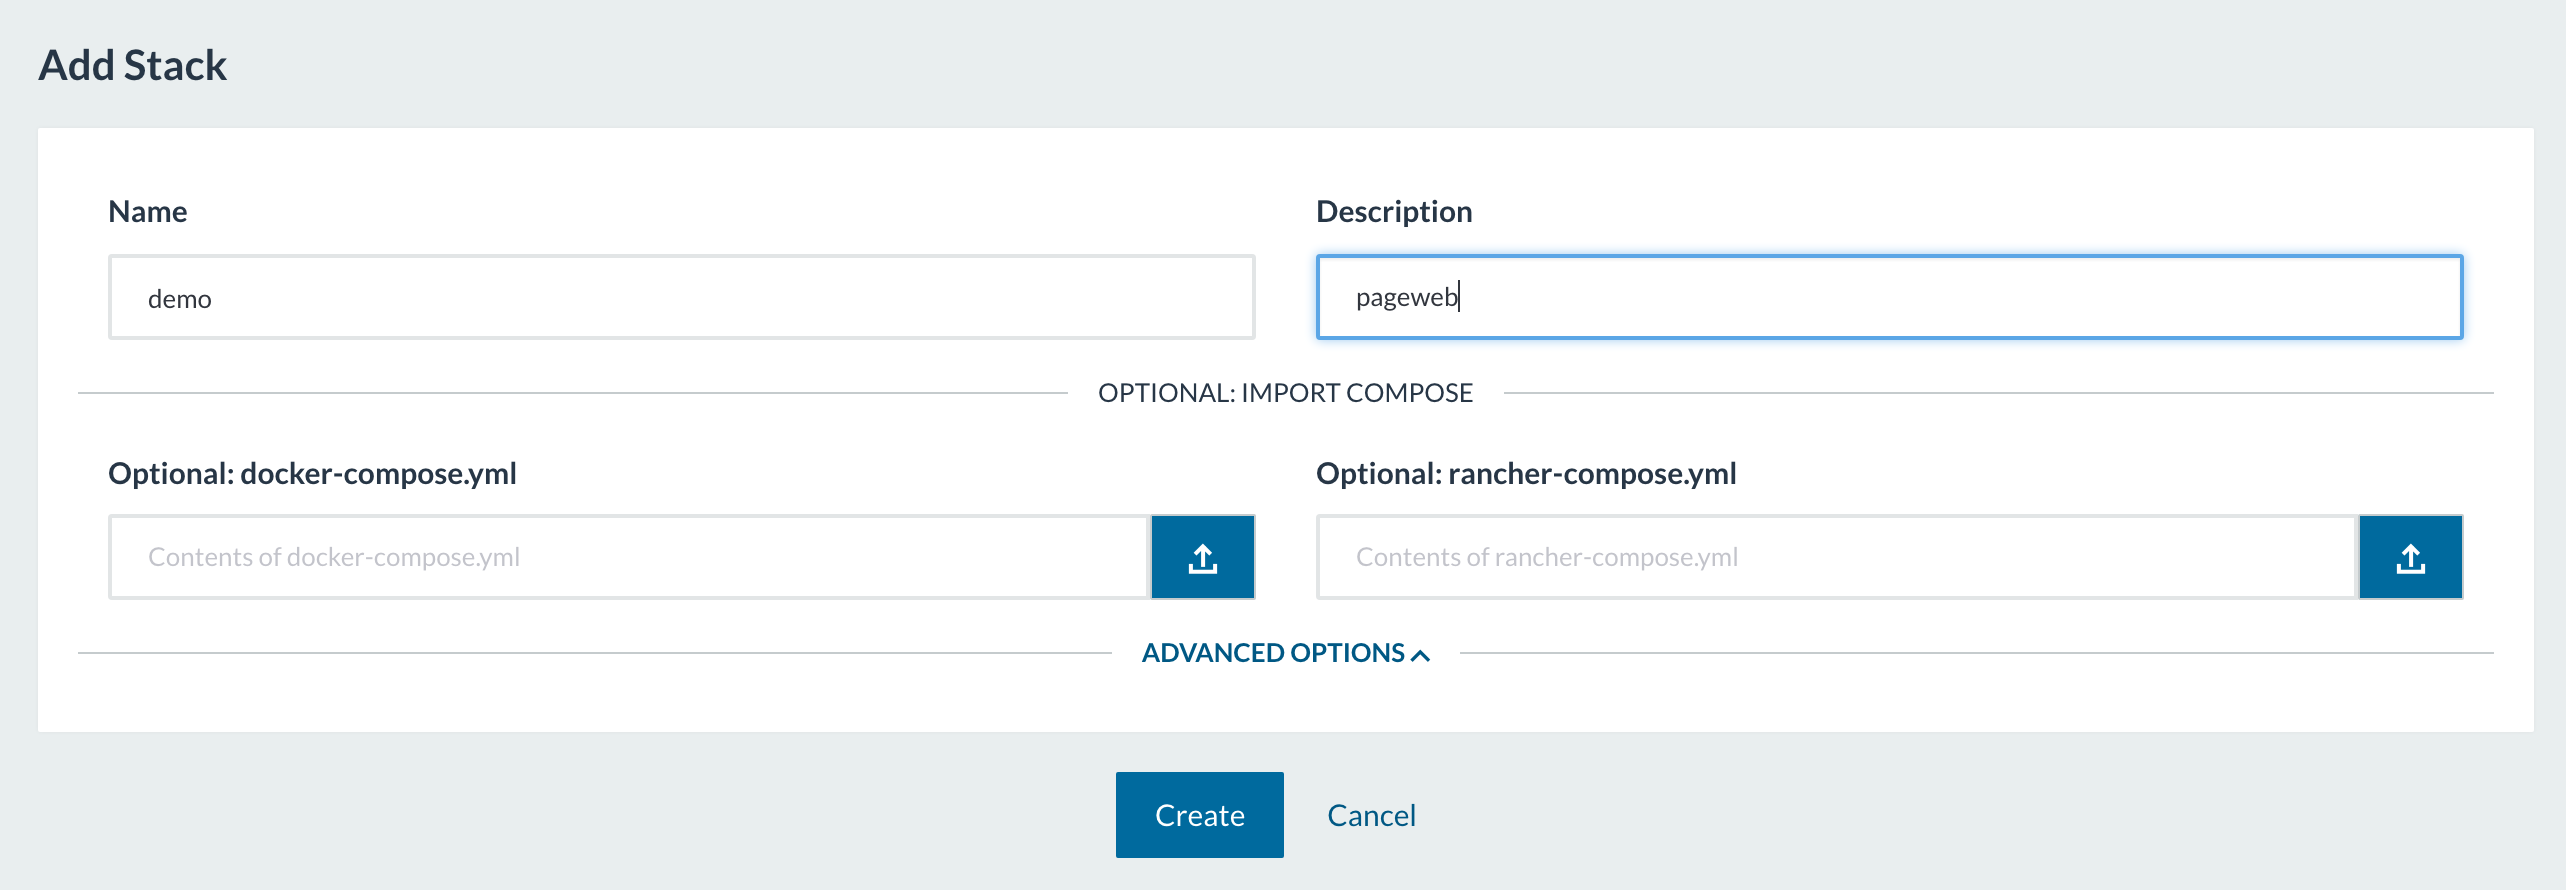 Add Stack
Name
Description
demo
pageweb
OPTIONAL: IMPORT COMPOSE
Optional: docker-compose.yml
Optional: rancher-compose.yml
Contents of docker-compose.yml
Contents of rancher-compose.yml
ADVANCED OPTIONS
Create
Cancel